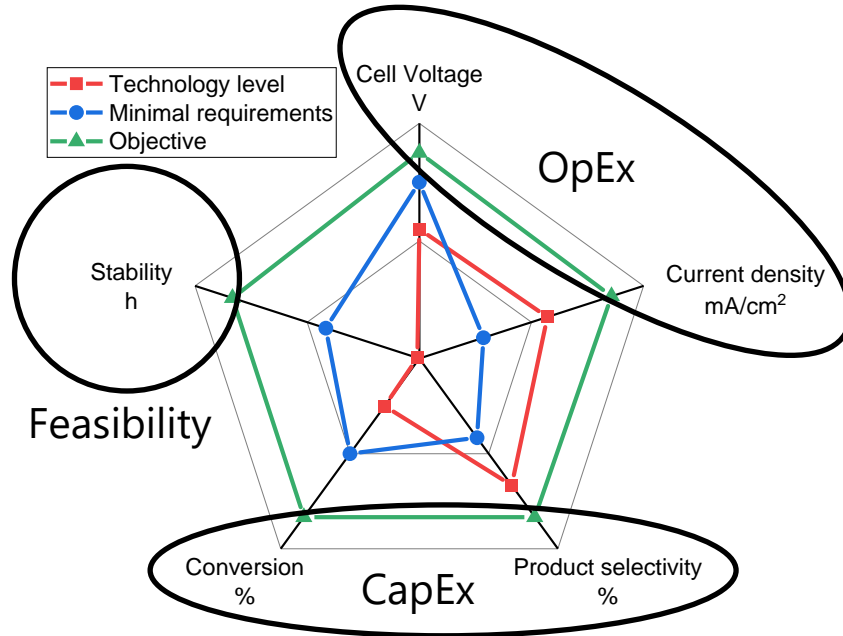 Cell Voltage
V
Technology level
Minimal requirements
Objective
OpEx
Stability
h
Current density
mA/cm²
Feasibility
Conversion
%
CapEx
Product selectivity
%